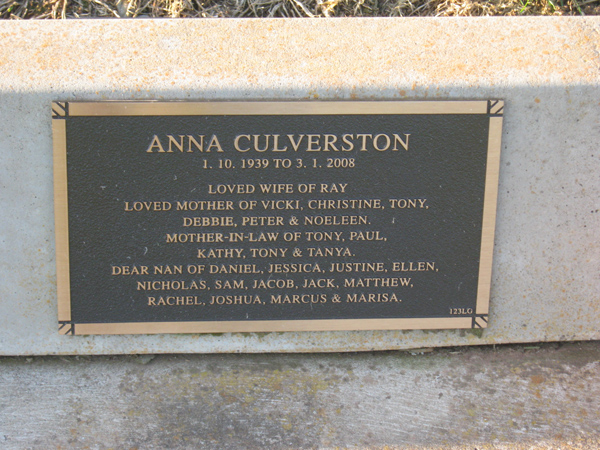 ANNA CULVERSTON
1. 10. 1939 TO 3. 1. 2008
LOVED WIFE OF RAY
LOVED MOTHER OF VICKI, CHRISTINE, TONY,
DEBBIE, PETER & NOELEEN.
MOTHER-IN-LAW OF TONY, PAUL,
KATHY, TONY & TANYA.
DEAR NAN OF DANIEL, JESSICA, JUSTINE, ELLEN,
NICHOLAS, SAM, JACOB, JACK, MATTHEW,
RACHEL, JOSHUA, MARCUS & MARISA.